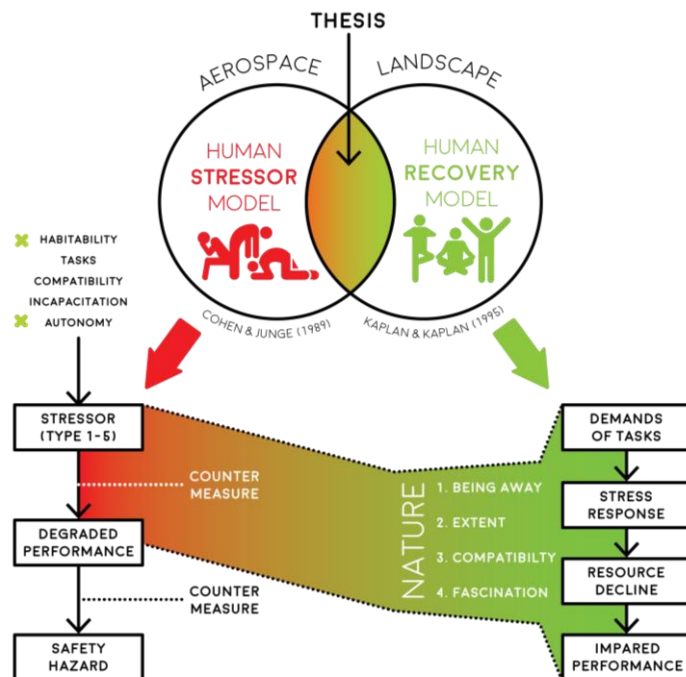 THESIS
AEROSPACE
LANDSCAPE
HUMAN
STRESSOR
MODEL
HUMAN
RECOVERY
MODEL
COHEN & JUNGE (1989)
KAPLAN & KAPLAN (1995)
HABITABILITY
TASKS
COMPATIBILITY
INCAPACITATION
AUTONOMY
STRESSOR
(TYPE 1-5)
COUNTER
MEASURE
DEGRADED
PERFORMANCE
COUNTER
MEASURE
SAFETY
HAZARD
NATURE
1. BEING AWAY
2. EXTENT
3. COMPATIBILTY
4. FASCINATION
DEMANDS
OF TASKS
STRESS
RESPONSE
RESOURCE
DECLINE
IMPARED
PERFORMANCE